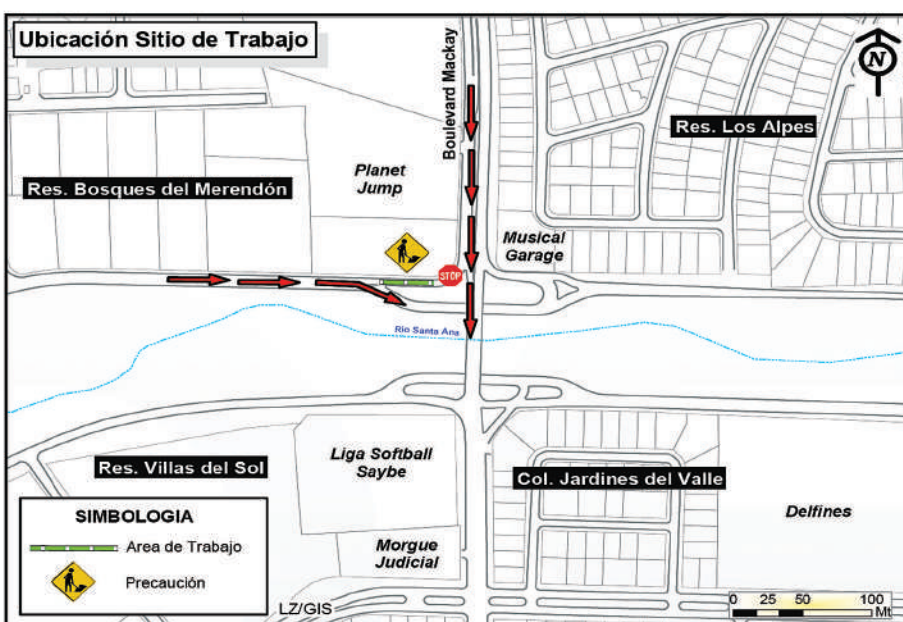 Ubicación Sitio de Trabajo
Boulevard Mackay
N
Res. Los Alpes
Planet
Jump
Res. Bosques del Merendón
Musical
Garage
STOP
Rio Santa Ana
Liga Softball
Saybe
Res. Villas del Sol
Col. Jardines del Valle
Delfines
SIMBOLOGIA
Area de Trabajo
Precaución
Morgue
Judicial
LZ/GIS
0 25 50 100
Mt